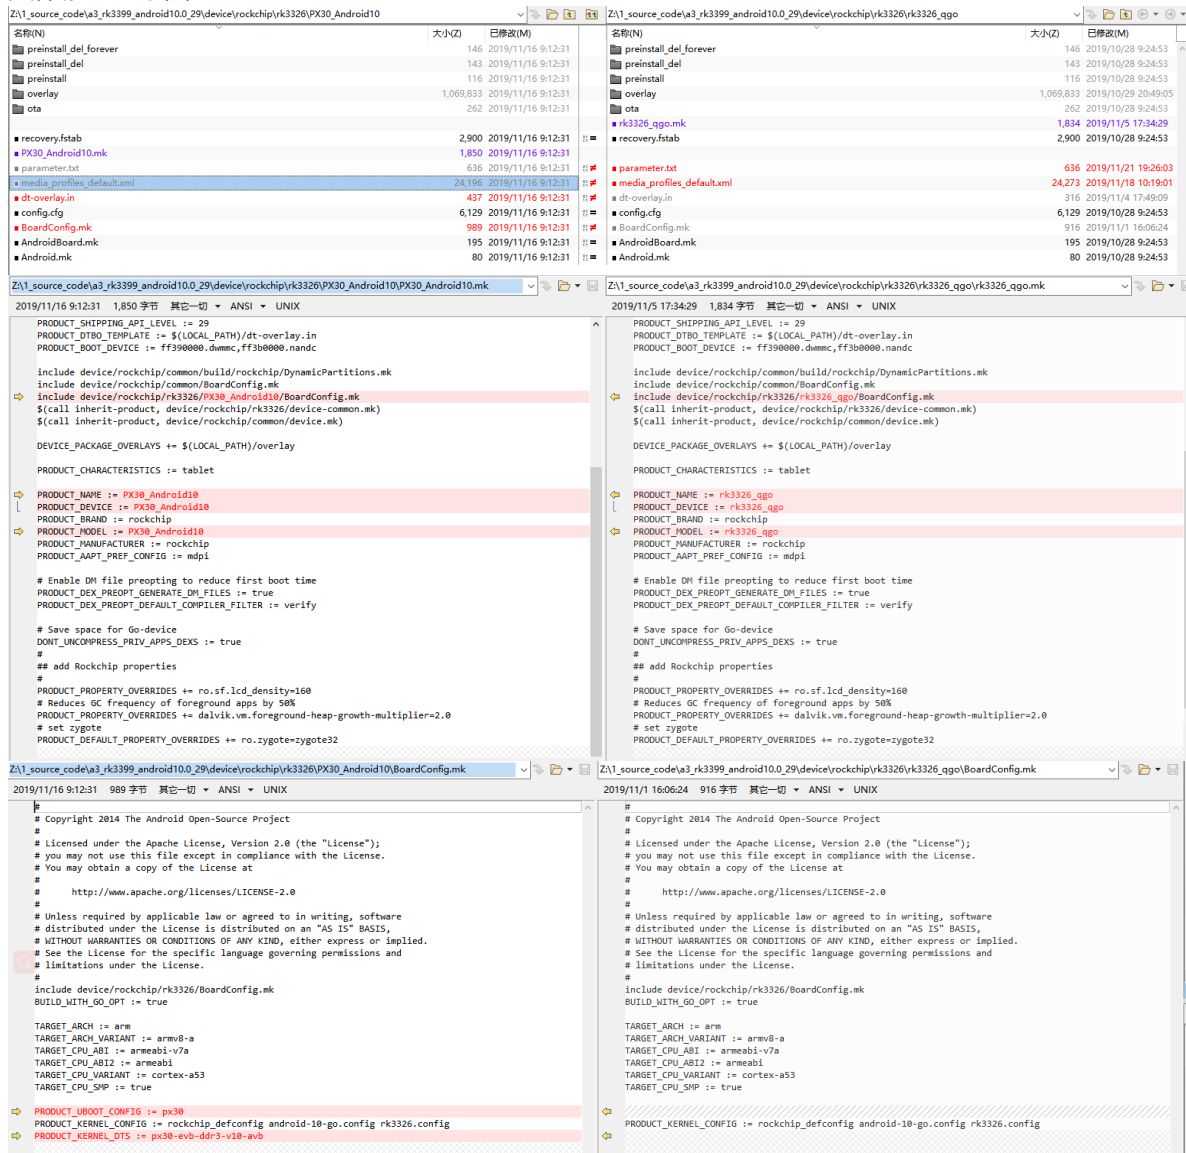 Z:\1_source_code\a3_rk3399_android10.0_29\device\rockchip\rk3326\PX30_Android10
名称(N) 大小(Z) 已修改(M)
preinstall_del_forever 146 2019/11/16 9:12:31
preinstall_del 143 2019/11/16 9:12:31
preinstall 116 2019/11/16 9:12:31
overlay 1,069,833 2019/11/16 9:12:31
ota 262 2019/11/16 9:12:31
recovery.fstab 2,900 2019/11/16 9:12:31 =
PX30_Android10.mk 1,850 2019/11/16 9:12:31
parameter.txt 636 2019/11/16 9:12:31 ≠
media_profiles_default.xml 24,196 2019/11/16 9:12:31 ≠
dt-overlay.in 437 2019/11/16 9:12:31 ≠
config.cfg 6,129 2019/11/16 9:12:31 =
BoardConfig.mk 989 2019/11/16 9:12:31 ≠
AndroidBoard.mk 195 2019/11/16 9:12:31 =
Android.mk 80 2019/11/16 9:12:31 =
Z:\1_source_code\a3_rk3399_android10.0_29\device\rockchip\rk3326\rk3326_qgo
名称(N) 大小(Z) 已修改(M)
preinstall_del_forever 146 2019/10/28 9:24:53
preinstall_del 143 2019/10/28 9:24:53
preinstall 116 2019/10/28 9:24:53
overlay 1,069,833 2019/10/29 20:49:05
ota 262 2019/10/28 9:24:53
rk3326_qgo.mk 1,834 2019/11/5 17:34:29
recovery.fstab 2,900 2019/10/28 9:24:53
parameter.txt 636 2019/11/21 19:26:03
media_profiles_default.xml 24,273 2019/11/18 10:19:01
dt-overlay.in 316 2019/11/4 17:49:09
config.cfg 6,129 2019/10/28 9:24:53
BoardConfig.mk 916 2019/11/1 16:06:24
AndroidBoard.mk 195 2019/10/28 9:24:53
Android.mk 80 2019/10/28 9:24:53
Z:\1_source_code\a3_rk3399_android10.0_29\device\rockchip\rk3326\PX30_Android10\PX30_Android10.mk
2019/11/16 9:12:31 1,850 字节 其它一切 ANSI UNIX
PRODUCT_SHIPPING_API_LEVEL := 29
PRODUCT_DTBO_TEMPLATE := $(LOCAL_PATH)/dt-overlay.in
PRODUCT_BOOT_DEVICE := ff390000.dwmmc,ff3b0000.nandc
include device/rockchip/common/build/rockchip/DynamicPartitions.mk
include device/rockchip/common/BoardConfig.mk
include device/rockchip/rk3326/PX30_Android10/BoardConfig.mk
$(call inherit-product, device/rockchip/rk3326/device-common.mk)
$(call inherit-product, device/rockchip/common/device.mk)
DEVICE_PACKAGE_OVERLAYS += $(LOCAL_PATH)/overlay
PRODUCT_CHARACTERISTICS := tablet
PRODUCT_NAME := PX30_Android10
PRODUCT_DEVICE := PX30_Android10
PRODUCT_BRAND := rockchip
PRODUCT_MODEL := PX30_Android10
PRODUCT_MANUFACTURER := rockchip
PRODUCT_AAPT_PREF_CONFIG := mdpi
# Enable DM file preopting to reduce first boot time
PRODUCT_DEX_PREOPT_GENERATE_DM_FILES := true
PRODUCT_DEX_PREOPT_DEFAULT_COMPILER_FILTER := verify
# Save space for Go-device
DONT_UNCOMPRESS_PRIV_APPS_DEXS := true
#
## add Rockchip properties
#
PRODUCT_PROPERTY_OVERRIDES += ro.sf.lcd_density=160
# Reduces GC frequency of foreground apps by 50%
PRODUCT_PROPERTY_OVERRIDES += dalvik.vm.foreground-heap-growth-multiplier=2.0
# set zygote
PRODUCT_DEFAULT_PROPERTY_OVERRIDES += ro.zygote=zygote32
Z:\1_source_code\a3_rk3399_android10.0_29\device\rockchip\rk3326\rk3326_qgo\rk3326_qgo.mk
2019/11/5 17:34:29 1,834 字节 其它一切 ANSI UNIX
PRODUCT_SHIPPING_API_LEVEL := 29
PRODUCT_DTBO_TEMPLATE := $(LOCAL_PATH)/dt-overlay.in
PRODUCT_BOOT_DEVICE := ff390000.dwmmc,ff3b0000.nandc
include device/rockchip/common/build/rockchip/DynamicPartitions.mk
include device/rockchip/common/BoardConfig.mk
include device/rockchip/rk3326/rk3326_qgo/BoardConfig.mk
$(call inherit-product, device/rockchip/rk3326/device-common.mk)
$(call inherit-product, device/rockchip/common/device.mk)
DEVICE_PACKAGE_OVERLAYS += $(LOCAL_PATH)/overlay
PRODUCT_CHARACTERISTICS := tablet
PRODUCT_NAME := rk3326_qgo
PRODUCT_DEVICE := rk3326_qgo
PRODUCT_BRAND := rockchip
PRODUCT_MODEL := rk3326_qgo
PRODUCT_MANUFACTURER := rockchip
PRODUCT_AAPT_PREF_CONFIG := mdpi
# Enable DM file preopting to reduce first boot time
PRODUCT_DEX_PREOPT_GENERATE_DM_FILES := true
PRODUCT_DEX_PREOPT_DEFAULT_COMPILER_FILTER := verify
# Save space for Go-device
DONT_UNCOMPRESS_PRIV_APPS_DEXS := true
#
## add Rockchip properties
#
PRODUCT_PROPERTY_OVERRIDES += ro.sf.lcd_density=160
# Reduces GC frequency of foreground apps by 50%
PRODUCT_PROPERTY_OVERRIDES += dalvik.vm.foreground-heap-growth-multiplier=2.0
# set zygote
PRODUCT_DEFAULT_PROPERTY_OVERRIDES += ro.zygote=zygote32
Z:\1_source_code\a3_rk3399_android10.0_29\device\rockchip\rk3326\PX30_Android10\BoardConfig.mk
2019/11/16 9:12:31 989 字节 其它一切 ANSI UNIX
#
# Copyright 2014 The Android Open-Source Project
#
# Licensed under the Apache License, Version 2.0 (the "License");
# you may not use this file except in compliance with the License.
# You may obtain a copy of the License at
#
# http://www.apache.org/licenses/LICENSE-2.0
#
# Unless required by applicable law or agreed to in writing, software
# distributed under the License is distributed on an "AS IS" BASIS,
# WITHOUT WARRANTIES OR CONDITIONS OF ANY KIND, either express or implied.
# See the License for the specific language governing permissions and
# limitations under the License.
#
include device/rockchip/rk3326/BoardConfig.mk
BUILD_WITH_GO_OPT := true
TARGET_ARCH := arm
TARGET_ARCH_VARIANT := armv8-a
TARGET_CPU_ABI := armeabi-v7a
TARGET_CPU_ABI2 := armeabi
TARGET_CPU_VARIANT := cortex-a53
TARGET_CPU_SMP := true
PRODUCT_UBOOT_CONFIG := px30
PRODUCT_KERNEL_CONFIG := rockchip_defconfig android-10-go.config rk3326.config
PRODUCT_KERNEL_DTS := px30-evb-ddr3-v10-avb
Z:\1_source_code\a3_rk3399_android10.0_29\device\rockchip\rk3326\rk3326_qgo\BoardConfig.mk
2019/11/1 16:06:24 916 字节 其它一切 ANSI UNIX
#
# Copyright 2014 The Android Open-Source Project
#
# Licensed under the Apache License, Version 2.0 (the "License");
# you may not use this file except in compliance with the License.
# You may obtain a copy of the License at
#
# http://www.apache.org/licenses/LICENSE-2.0
#
# Unless required by applicable law or agreed to in writing, software
# distributed under the License is distributed on an "AS IS" BASIS,
# WITHOUT WARRANTIES OR CONDITIONS OF ANY KIND, either express or implied.
# See the License for the specific language governing permissions and
# limitations under the License.
#
include device/rockchip/rk3326/BoardConfig.mk
BUILD_WITH_GO_OPT := true
TARGET_ARCH := arm
TARGET_ARCH_VARIANT := armv8-a
TARGET_CPU_ABI := armeabi-v7a
TARGET_CPU_ABI2 := armeabi
TARGET_CPU_VARIANT := cortex-a53
TARGET_CPU_SMP := true
PRODUCT_KERNEL_CONFIG := rockchip_defconfig android-10-go.config rk3326.config